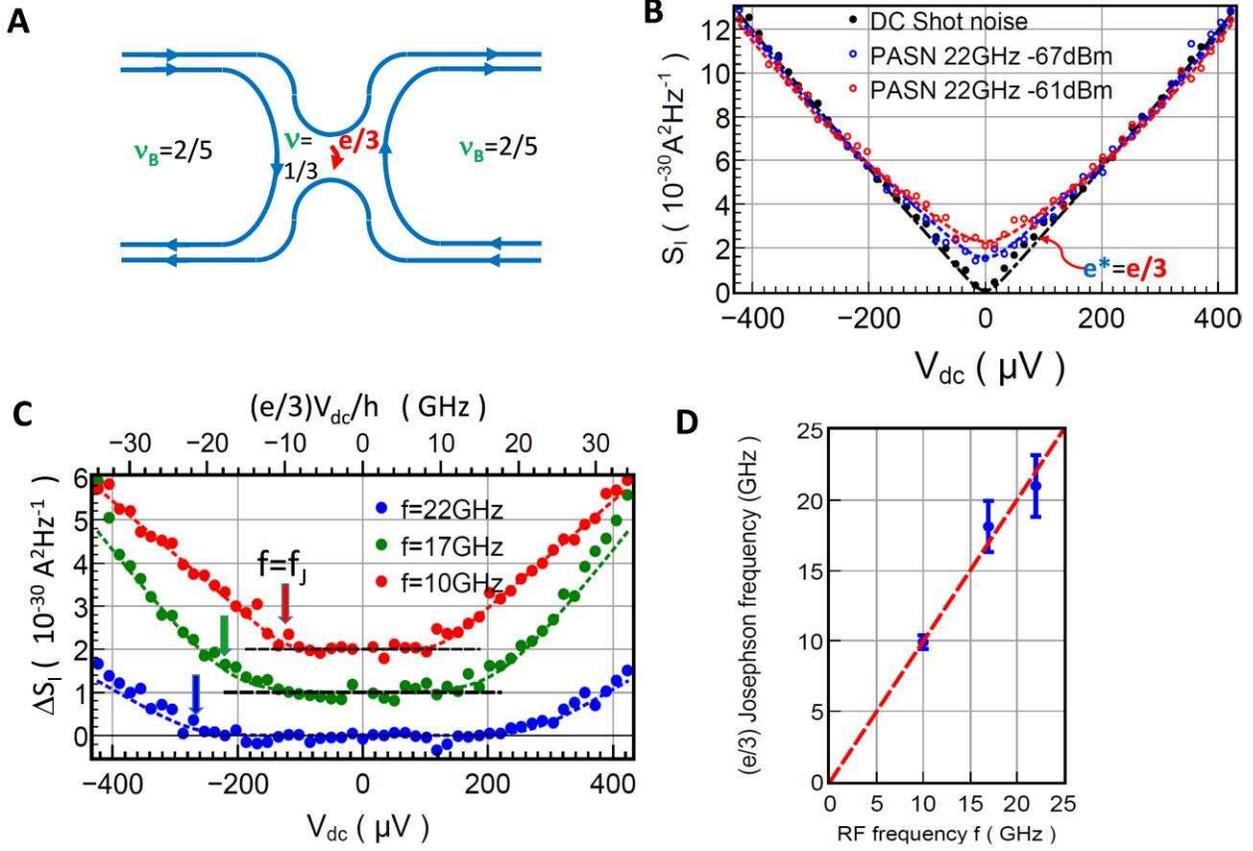 A
ν_B=2/5
ν=
1/3
e/3
ν_B=2/5
B
DC Shot noise
PASN 22GHz -67dBm
PASN 22GHz -61dBm
S_I ( 10^-30 A^2Hz^-1
12
10
8
6
4
2
0
e*=e/3
−400
−200
0
200
400
V_dc ( µV )
C
(e/3)V_dc/h ( GHz )
−30
−20
−10
0
10
20
30
ΔS_I ( 10^-30 A^2Hz^-1
6
5
4
3
2
1
0
f=22GHz
f=17GHz
f=10GHz
f=f_J
−400
−200
0
200
400
V_dc ( µV )
D
(e/3) Josephson frequency (GHz )
25
20
15
10
5
0
0
5
10
15
20
25
RF frequency f ( GHz )